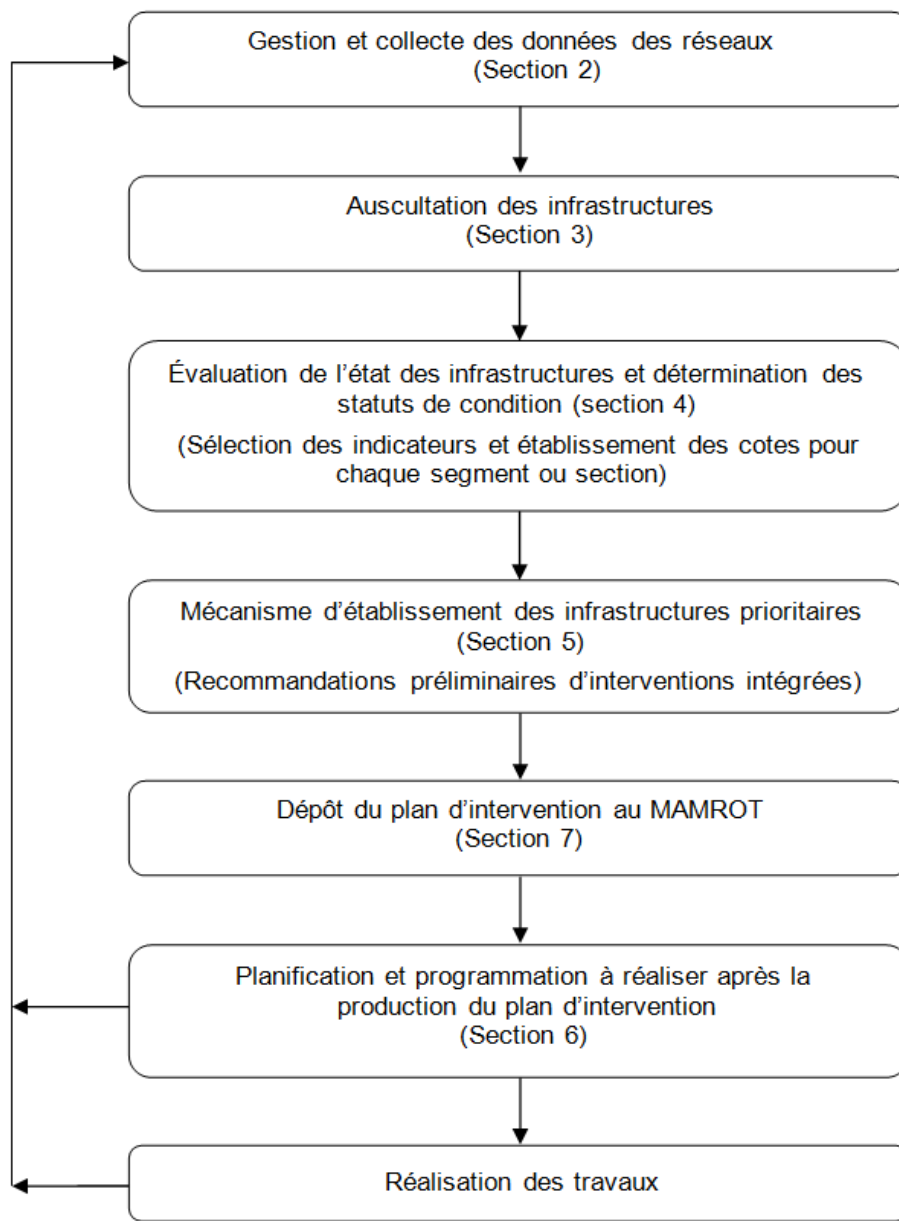 Gestion et collecte des données des réseaux
(Section 2)
Auscultation des infrastructures
(Section 3)
Évaluation de l’état des infrastructures et détermination des
statuts de condition (section 4)
(Sélection des indicateurs et établissement des cotes pour
chaque segment ou section)
Mécanisme d’établissement des infrastructures prioritaires
(Section 5)
(Recommandations préliminaires d’interventions intégrées)
Dépôt du plan d’intervention au MAMROT
(Section 7)
Planification et programmation à réaliser après la
production du plan d’intervention
(Section 6)
Réalisation des travaux